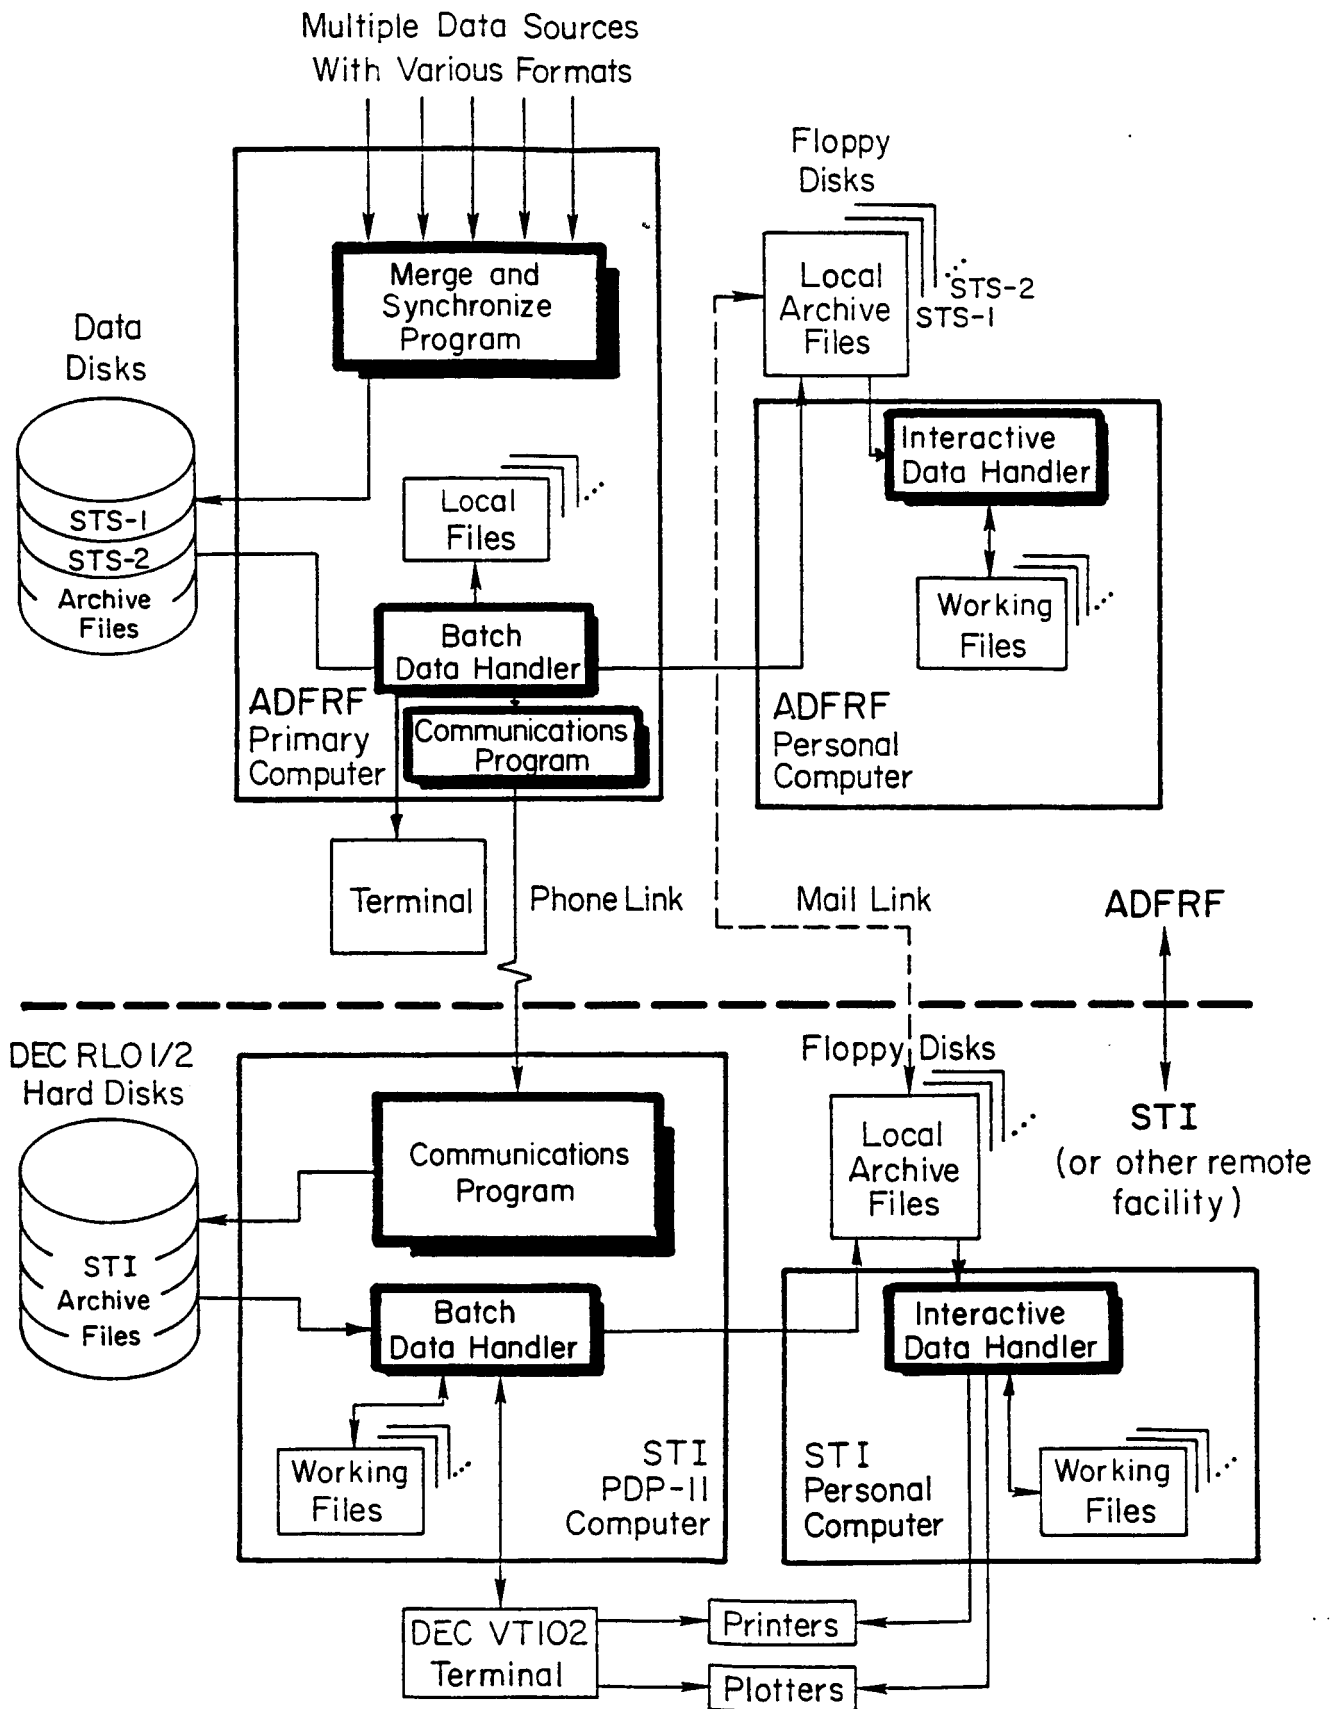 Multiple Data Sources
With Various Formats
Floppy
Disks
Merge and
Synchronize
Program
Local
Archive
Files
STS-2
STS-1
Data
Disks
STS-1
STS-2
Archive
Files
Local
Files
Interactive
Data Handler
Working
Files
Batch
Data Handler
ADFRF
Primary
Computer
Communications
Program
ADFRF
Personal
Computer
Terminal
Phone Link
Mail Link
ADFRF
DEC RL01/2
Hard Disks
Floppy Disks
STI
(or other remote
facility)
Communications
Program
Local
Archive
Files
STI
Archive
Files
Batch
Data Handler
Interactive
Data Handler
Working
Files
STI
PDP-11
Computer
STI
Personal
Computer
Working
Files
DEC VT102
Terminal
Printers
Plotters